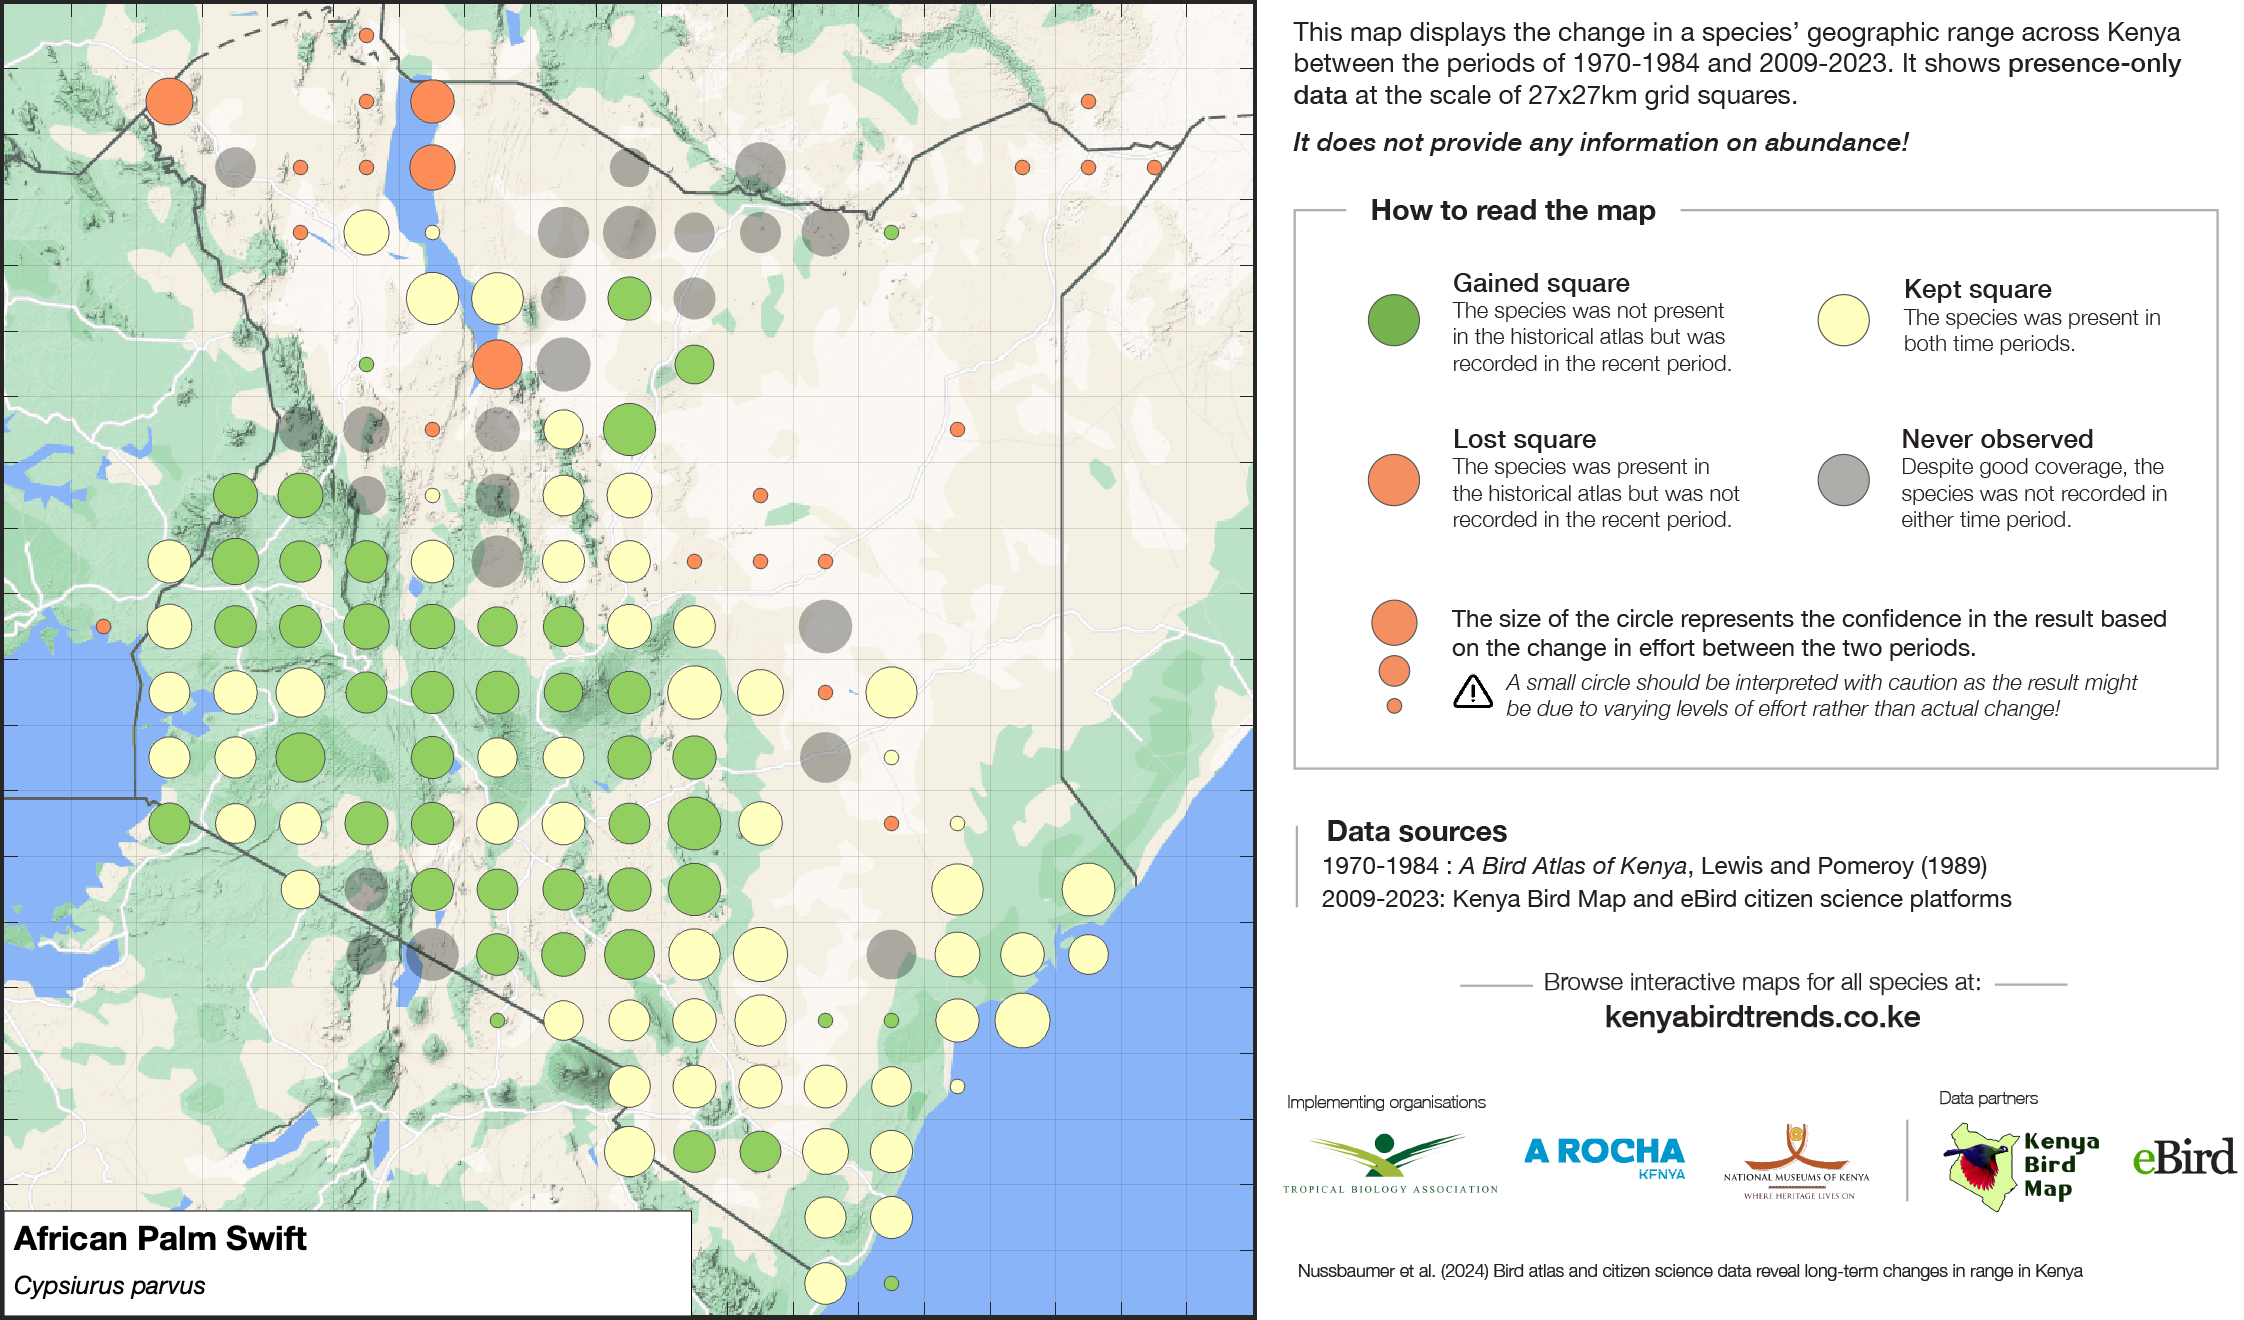 This map displays the change in a species’ geographic range across Kenya
between the periods of 1970-1984 and 2009-2023. It shows presence-only
data at the scale of 27x27km grid squares.
It does not provide any information on abundance!
How to read the map
Gained square
The species was not present
in the historical atlas but was
recorded in the recent period.
Kept square
The species was present in
both time periods.
Lost square
The species was present in
the historical atlas but was not
recorded in the recent period.
Never observed
Despite good coverage, the
species was not recorded in
either time period.
The size of the circle represents the confidence in the result based
on the change in effort between the two periods.
A small circle should be interpreted with caution as the result might
be due to varying levels of effort rather than actual change!
Data sources
1970-1984 : A Bird Atlas of Kenya, Lewis and Pomeroy (1989)
2009-2023: Kenya Bird Map and eBird citizen science platforms
Browse interactive maps for all species at:
kenyabirdtrends.co.ke
Implementing organisations
Data partners
TROPICAL BIOLOGY ASSOCIATION
A ROCHA
KENYA
NATIONAL MUSEUMS OF KENYA
WHERE HERITAGE LIVES ON
Kenya
Bird
Map
eBird
African Palm Swift
Cypsiurus parvus
Nussbaumer et al. (2024) Bird atlas and citizen science data reveal long-term changes in range in Kenya